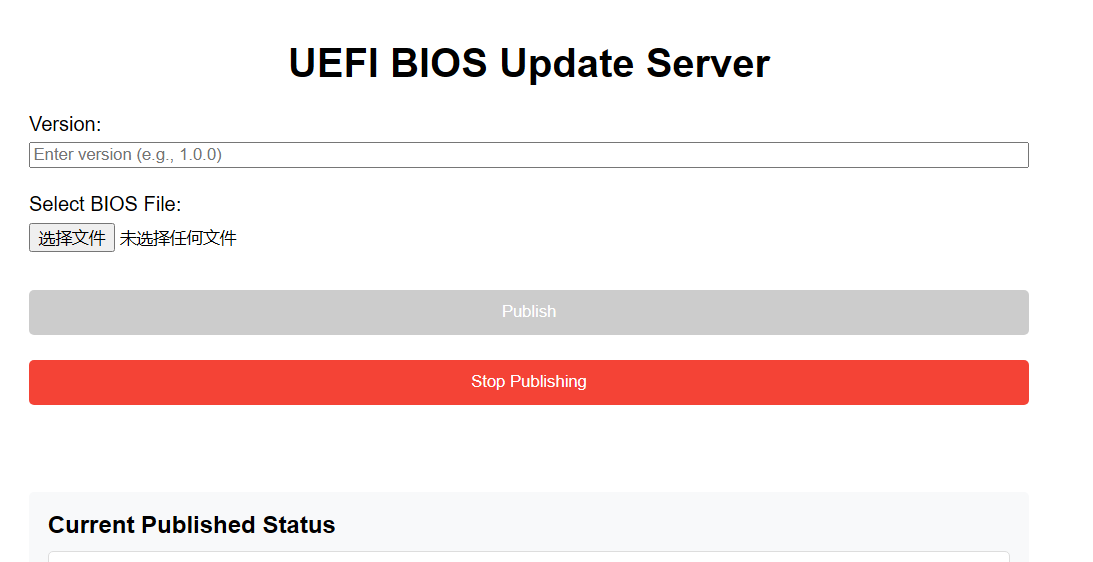 UEFI BIOS Update Server
Version:
Enter version (e.g., 1.0.0)
Select BIOS File:
选择文件 未选择任何文件
Publish
Stop Publishing
Current Published Status